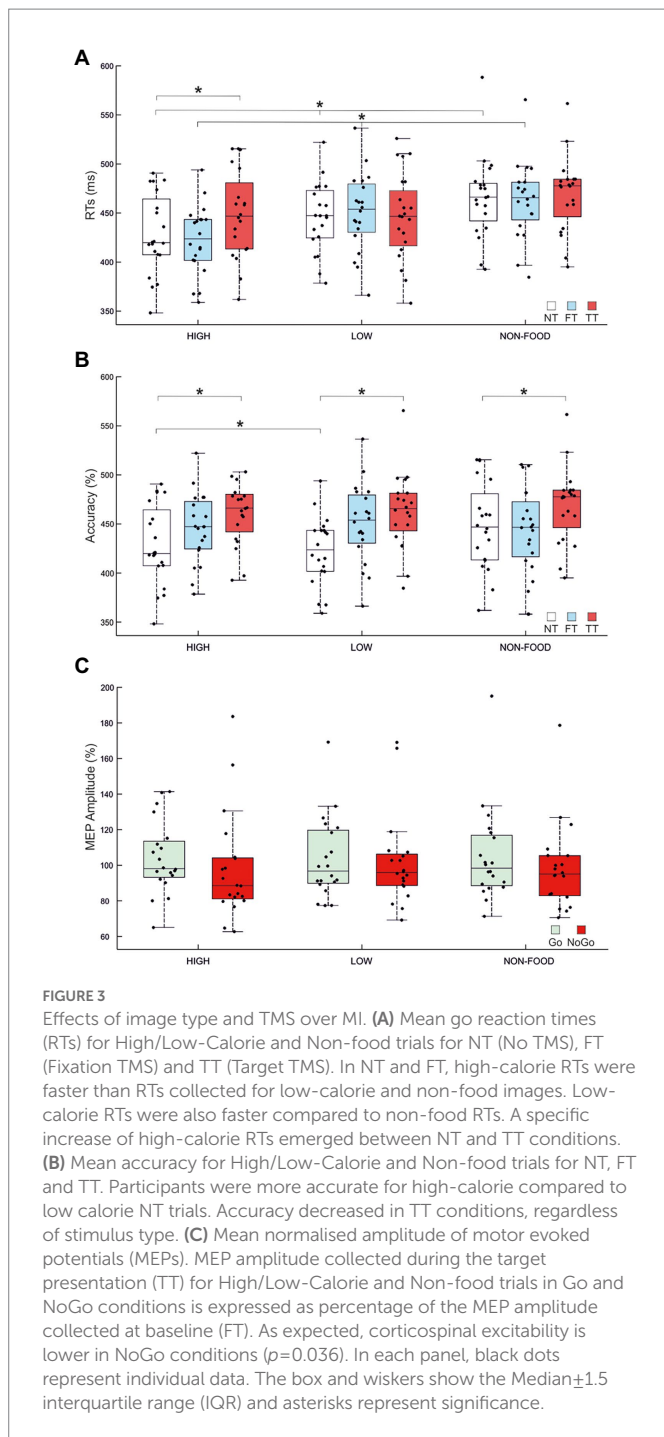 A
600
550
500
450
400
350
RTs (ms)
*
*
*
HIGH
LOW
NON-FOOD
NT
FT
TT
B
600
550
500
450
400
350
Accuracy (%)
*
*
*
*
HIGH
LOW
NON-FOOD
NT
FT
TT
C
200
180
160
140
120
100
80
60
MEP Amplitude (%)
HIGH
LOW
NON-FOOD
Go
NoGo
FIGURE 3
Effects of image type and TMS over MI. (A) Mean go reaction times
(RTs) for High/Low-Calorie and Non-food trials for NT (No TMS), FT
(Fixation TMS) and TT (Target TMS). In NT and FT, high-calorie RTs were
faster than RTs collected for low-calorie and non-food images. Low-
calorie RTs were also faster compared to non-food RTs. A specific
increase of high-calorie RTs emerged between NT and TT conditions.
(B) Mean accuracy for High/Low-Calorie and Non-food trials for NT, FT
and TT. Participants were more accurate for high-calorie compared to
low calorie NT trials. Accuracy decreased in TT conditions, regardless
of stimulus type. (C) Mean normalised amplitude of motor evoked
potentials (MEPs). MEP amplitude collected during the target
presentation (TT) for High/Low-Calorie and Non-food trials in Go and
NoGo conditions is expressed as percentage of the MEP amplitude
collected at baseline (FT). As expected, corticospinal excitability is
lower in NoGo conditions (p=0.036). In each panel, black dots
represent individual data. The box and wiskers show the Median±1.5
interquartile range (IQR) and asterisks represent significance.